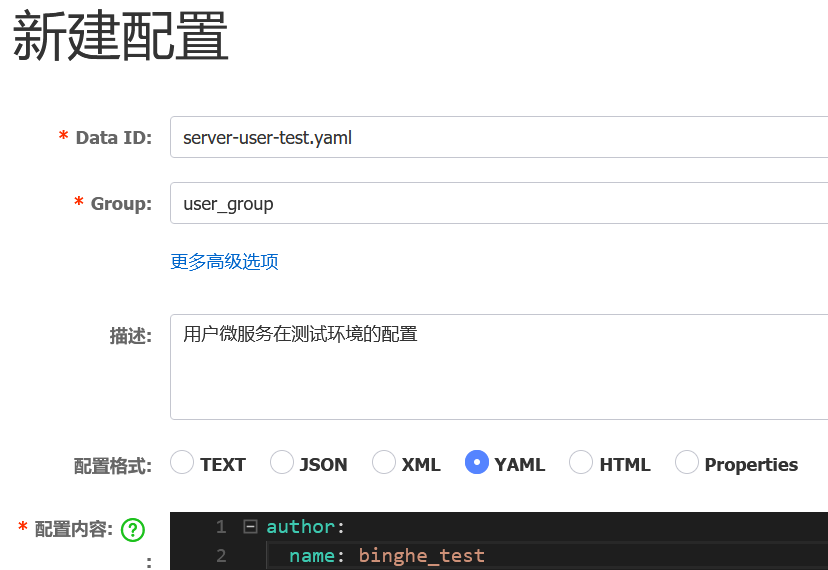 新建配置
* Data ID: server-user-test.yaml
* Group: user_group
更多高级选项
描述: 用户微服务在测试环境的配置
配置格式: TEXT JSON XML YAML HTML Properties
* 配置内容: ? 1 author:
: 2 name: binghe_test